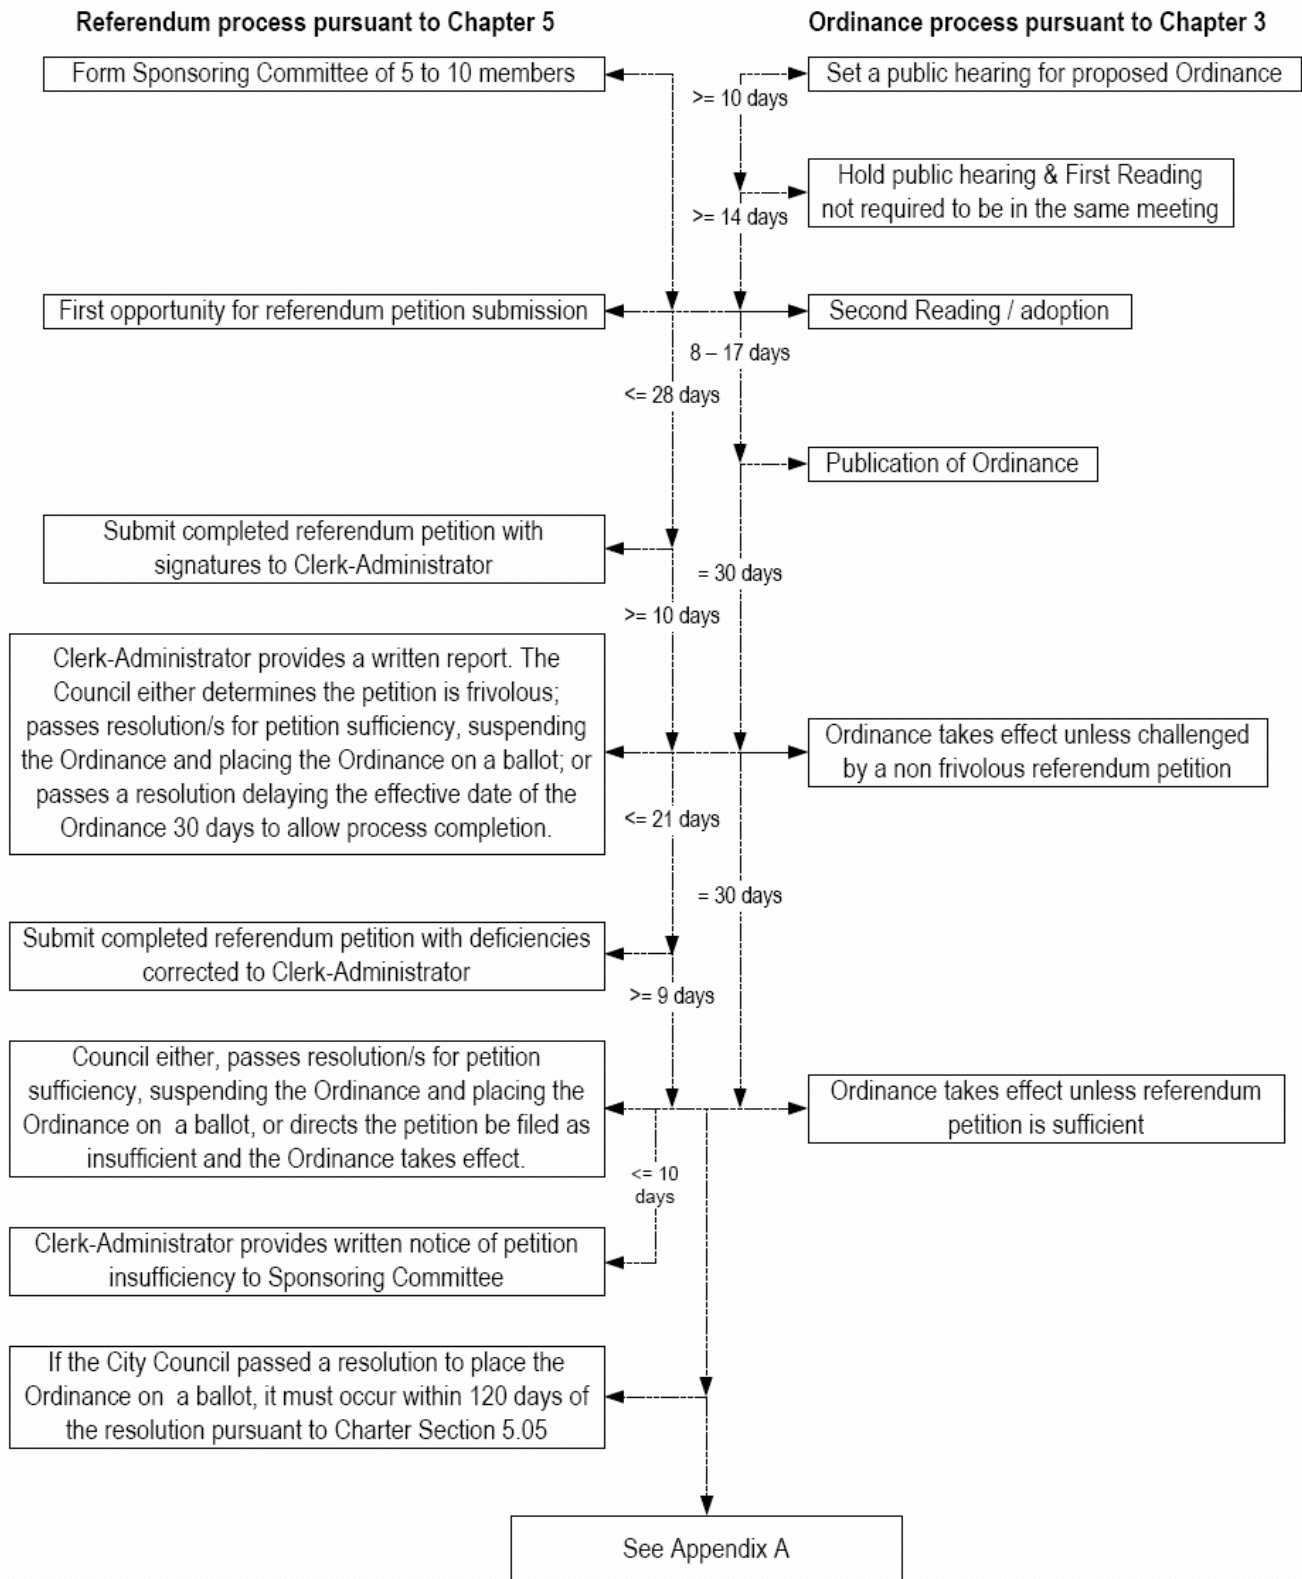 Referendum process pursuant to Chapter 5
Ordinance process pursuant to Chapter 3
Form Sponsoring Committee of 5 to 10 members
Set a public hearing for proposed Ordinance
>= 10 days
Hold public hearing & First Reading
not required to be in the same meeting
>= 14 days
First opportunity for referendum petition submission
Second Reading / adoption
8 – 17 days
<= 28 days
Publication of Ordinance
Submit completed referendum petition with
signatures to Clerk-Administrator
= 30 days
>= 10 days
Clerk-Administrator provides a written report. The
Council either determines the petition is frivolous;
passes resolution/s for petition sufficiency, suspending
the Ordinance and placing the Ordinance on a ballot; or
passes a resolution delaying the effective date of the
Ordinance 30 days to allow process completion.
Ordinance takes effect unless challenged
by a non frivolous referendum petition
<= 21 days
= 30 days
Submit completed referendum petition with deficiencies
corrected to Clerk-Administrator
>= 9 days
Council either, passes resolution/s for petition
sufficiency, suspending the Ordinance and placing the
Ordinance on a ballot, or directs the petition be filed as
insufficient and the Ordinance takes effect.
Ordinance takes effect unless referendum
petition is sufficient
<= 10
days
Clerk-Administrator provides written notice of petition
insufficiency to Sponsoring Committee
If the City Council passed a resolution to place the
Ordinance on a ballot, it must occur within 120 days of
the resolution pursuant to Charter Section 5.05
See Appendix A